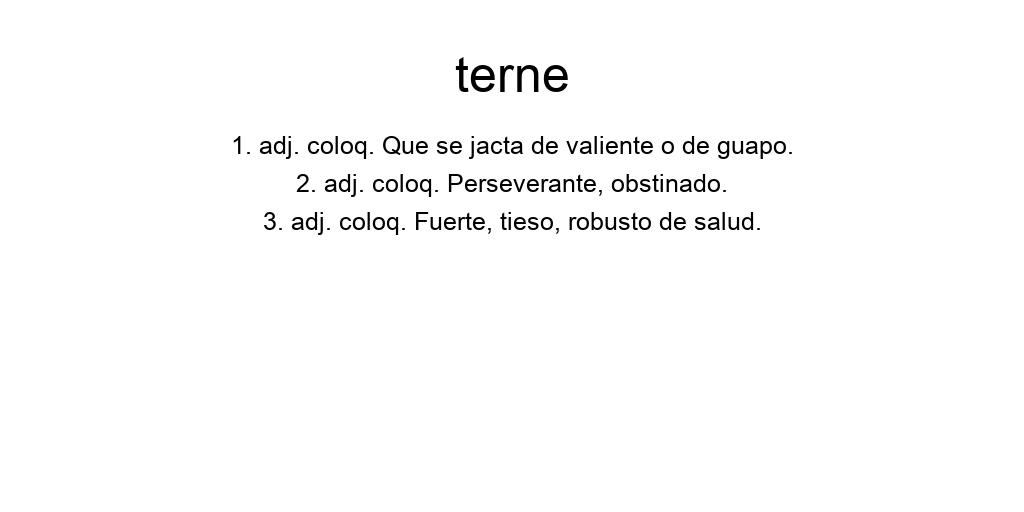 terne
1. adj. coloq. Que se jacta de valiente o de guapo.
2. adj. coloq. Perseverante, obstinado.
3. adj. coloq. Fuerte, tieso, robusto de salud.